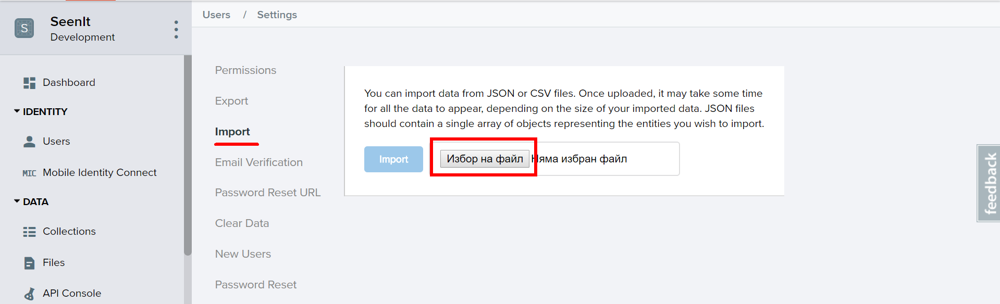 S
SeenIt
Development
Users / Settings
Dashboard
IDENTITY
Users
MIC Mobile Identity Connect
DATA
Collections
Files
API Console
Permissions
Export
Import
Email Verification
Password Reset URL
Clear Data
New Users
Password Reset
You can import data from JSON or CSV files. Once uploaded, it may take some time
for all the data to appear, depending on the size of your imported data. JSON files
should contain a single array of objects representing the entities you wish to import.
Import Избор на файл Няма избран файл
feedback